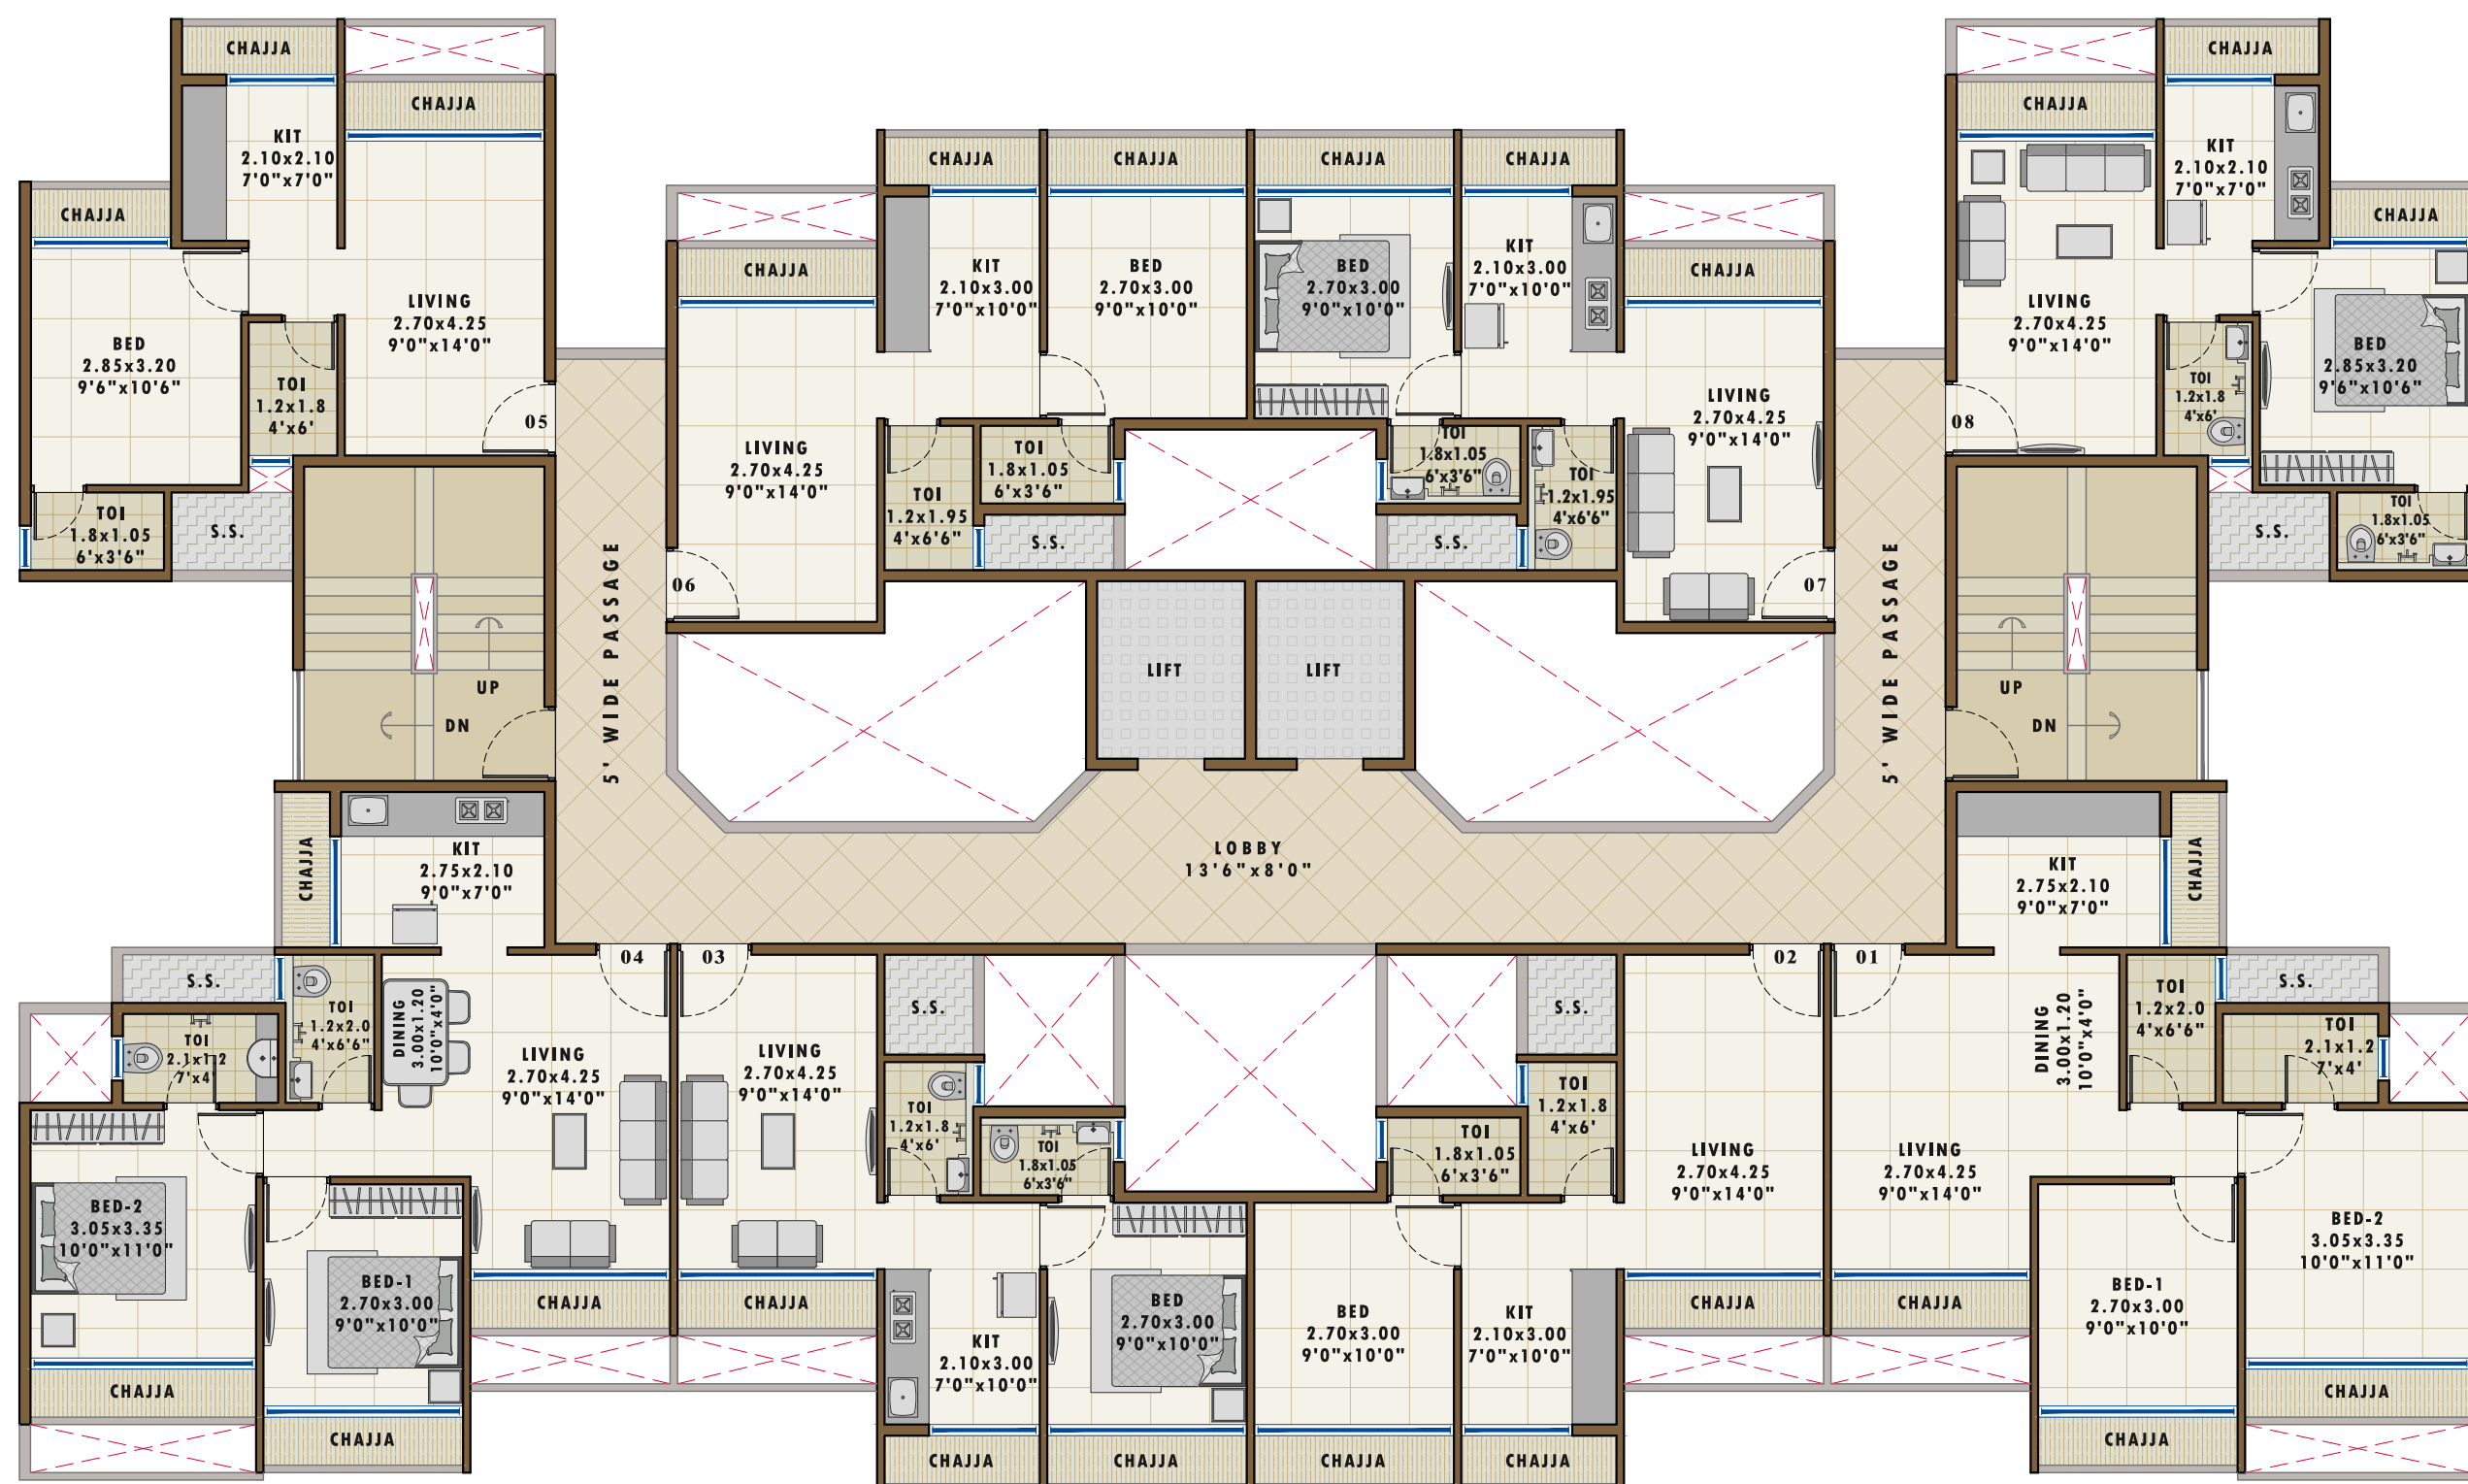 CHAJJA
CHAJJA
KIT
2.10x2.10
7'0"x7'0"
CHAJJA
BED
2.85x3.20
9'6"x10'6"
LIVING
2.70x4.25
9'0"x14'0"
TOI
1.2x1.8
4'x6'
05
TOI
1.8x1.05
6'x3'6"
S.S.
UP
DN
5' WIDE PASSAGE
CHAJJA
CHAJJA
CHAJJA
CHAJJA
CHAJJA
KIT
2.10x3.00
7'0"x10'0"
BED
2.70x3.00
9'0"x10'0"
BED
2.70x3.00
9'0"x10'0"
KIT
2.10x3.00
7'0"x10'0"
CHAJJA
LIVING
2.70x4.25
9'0"x14'0"
TOI
1.2x1.95
4'x6'6"
TOI
1.8x1.05
6'x3'6"
S.S.
06
TOI
1.8x1.05
6'x3'6"
S.S.
TOI
1.2x1.95
4'x6'6"
LIVING
2.70x4.25
9'0"x14'0"
07
LIFT
LIFT
5' WIDE PASSAGE
CHAJJA
CHAJJA
KIT
2.10x2.10
7'0"x7'0"
CHAJJA
LIVING
2.70x4.25
9'0"x14'0"
08
TOI
1.2x1.8
4'x6'
BED
2.85x3.20
9'6"x10'6"
S.S.
TOI
1.8x1.05
6'x3'6"
UP
DN
LOBBY
13'6"x8'0"
CHAJJA
KIT
2.75x2.10
9'0"x7'0"
S.S.
TOI
2.1x1.2
7'x4'
TOI
1.2x2.0
4'x6'6"
DINING
3.00x1.20
10'0"x4'0"
04
LIVING
2.70x4.25
9'0"x14'0"
BED-2
3.05x3.35
10'0"x11'0"
BED-1
2.70x3.00
9'0"x10'0"
CHAJJA
CHAJJA
CHAJJA
03
LIVING
2.70x4.25
9'0"x14'0"
CHAJJA
S.S.
TOI
1.2x1.8
4'x6'
TOI
1.8x1.05
6'x3'6"
KIT
2.10x3.00
7'0"x10'0"
BED
2.70x3.00
9'0"x10'0"
CHAJJA
CHAJJA
02
S.S.
TOI
1.8x1.05
6'x3'6"
TOI
1.2x1.8
4'x6'
LIVING
2.70x4.25
9'0"x14'0"
BED
2.70x3.00
9'0"x10'0"
KIT
2.10x3.00
7'0"x10'0"
CHAJJA
CHAJJA
CHAJJA
01
KIT
2.75x2.10
9'0"x7'0"
CHAJJA
DINING
3.00x1.20
10'0"x4'0"
TOI
1.2x2.0
4'x6'6"
S.S.
TOI
2.1x1.2
7'x4'
LIVING
2.70x4.25
9'0"x14'0"
BED-2
3.05x3.35
10'0"x11'0"
BED-1
2.70x3.00
9'0"x10'0"
CHAJJA
CHAJJA
CHAJJA